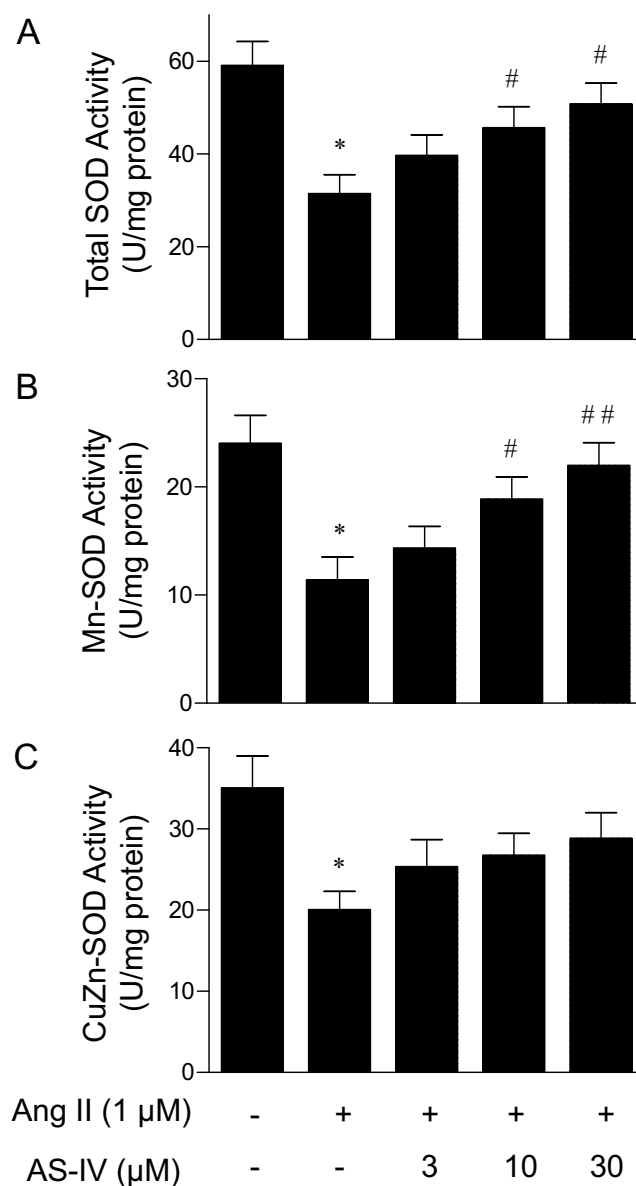 A
Total SOD Activity
(U/mg protein)
60
40
20
0
*
#
#
B
Mn-SOD Activity
(U/mg protein)
30
20
10
0
*
#
# #
C
CuZn-SOD Activity
(U/mg protein)
40
30
20
10
0
*
Ang II (1 μM) - + + + +
AS-IV (μM) - - 3 10 30